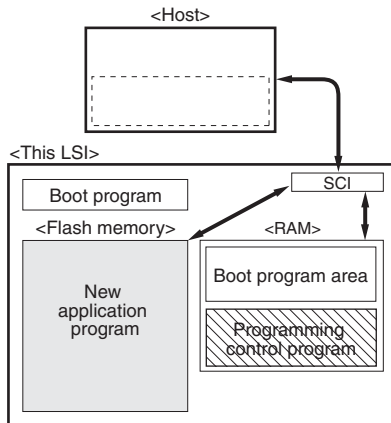 <Host>
<This LSI>
SCI
Boot program
<Flash memory>
<RAM>
New
application
program
Boot program area
Programming
control program